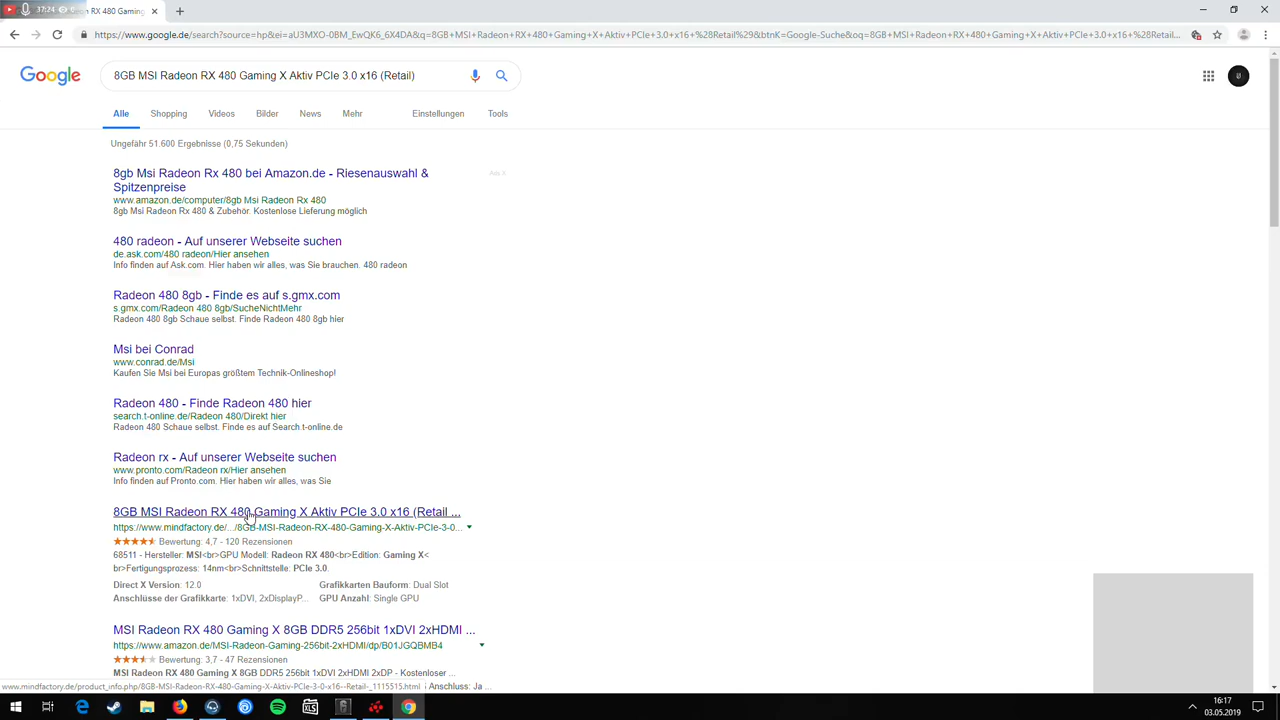 37:24
Radeon RX 480 Gaming
https://www.google.de/search?source=hp&ei=aU3MXO-0BM_EwQK6_6X4DA&q=8GB+MSI+Radeon+RX+480+Gaming+X+Aktiv+PCIe+3.0+x16+%28Retail%29&btnK=Google-Suche&oq=8GB+MSI+Radeon+RX+480+Gaming+X+Aktiv+PCIe+3.0+x16+%28Retail...
Google
8GB MSI Radeon RX 480 Gaming X Aktiv PCIe 3.0 x16 (Retail)
Alle Shopping Videos Bilder News Mehr Einstellungen Tools
Ungefähr 51.600 Ergebnisse (0,75 Sekunden)
8gb Msi Radeon Rx 480 bei Amazon.de - Riesenauswahl &
Spitzenpreise
www.amazon.de/computer/8gb Msi Radeon Rx 480
8gb Msi Radeon Rx 480 & Zubehör. Kostenlose Lieferung möglich
480 radeon - Auf unserer Webseite suchen
de.ask.com/480 radeon/Hier ansehen
Info finden auf Ask.com. Hier haben wir alles, was Sie brauchen. 480 radeon
Radeon 480 8gb - Finde es auf s.gmx.com
s.gmx.com/Radeon 480 8gb/SucheNichtMehr
Radeon 480 8gb Schaue selbst. Finde Radeon 480 8gb hier
Msi bei Conrad
www.conrad.de/Msi
Kaufen Sie Msi bei Europas größtem Technik-Onlineshop!
Radeon 480 - Finde Radeon 480 hier
search.t-online.de/Radeon 480/Direkt hier
Radeon 480 Schaue selbst. Finde es auf Search.t-online.de
Radeon rx - Auf unserer Webseite suchen
www.pronto.com/Radeon rx/Hier ansehen
Info finden auf Pronto.com. Hier haben wir alles, was Sie
8GB MSI Radeon RX 480 Gaming X Aktiv PCIe 3.0 x16 (Retail ...
https://www.mindfactory.de/.../8GB-MSI-Radeon-RX-480-Gaming-X-Aktiv-PCIe-3-0...
Bewertung: 4,7 - 120 Rezensionen
68511 - Hersteller: MSI<br>GPU Modell: Radeon RX 480<br>Edition: Gaming X<
br>Fertigungsprozess: 14nm<br>Schnittstelle: PCIe 3.0.
Direct X Version: 12.0 Grafikkarten Bauform: Dual Slot
Anschlüsse der Grafikkarte: 1xDVI, 2xDisplayP... GPU Anzahl: Single GPU
MSI Radeon RX 480 Gaming X 8GB DDR5 256bit 1xDVI 2xHDMI ...
https://www.amazon.de/MSI-Radeon-Gaming-256bit-2xHDMI/dp/B01JGQBMB4
Bewertung: 3,7 - 47 Rezensionen
MSI Radeon RX 480 Gaming X 8GB DDR5 256bit 1xDVI 2xHDMI 2xDP - Kostenloser ...
www.mindfactory.de/product_info.php/8GB-MSI-Radeon-RX-480-Gaming-X-Aktiv-PCIe-3-0-x16--Retail-_1115515.html Anschluss: Ja ...
16:17
03.05.2019